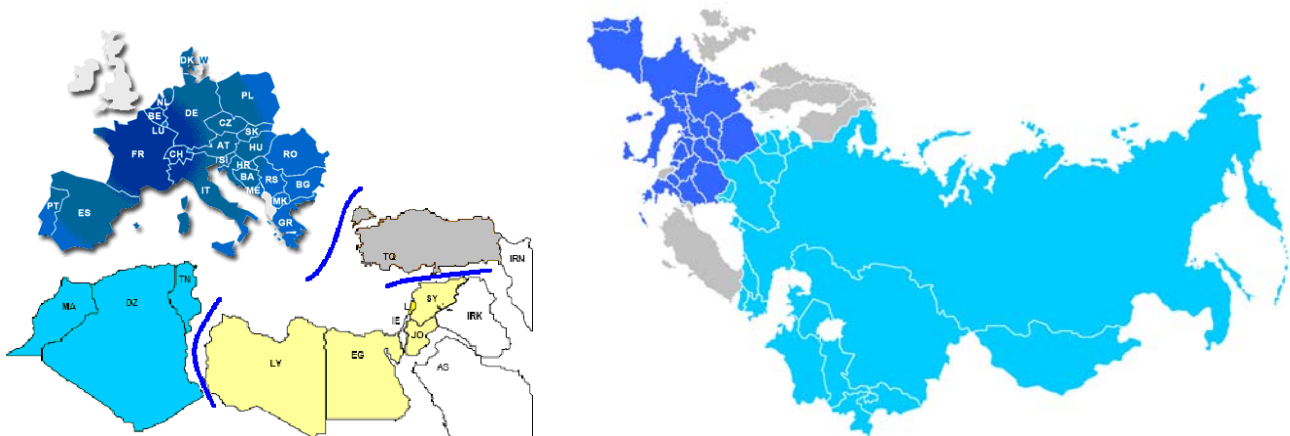 DK W
NL
PL
BE
DE
LU
CZ
SK
FR
CH
AT
HU
SI
RO
HR
BA
RS
IT
ME
BG
MK
PT
ES
GR
TQ
IRN
TN
MA
DZ
SY
L
IE
IRK
JO
LY
EG
AS